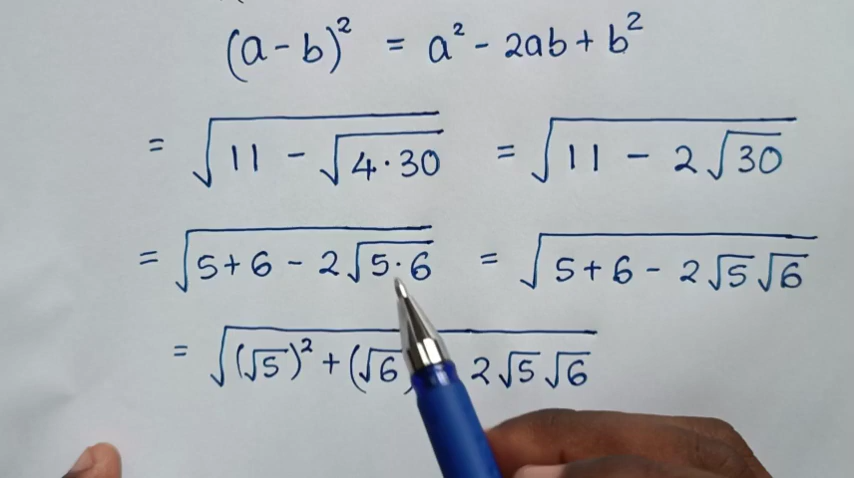 (a - b)² = a² - 2ab + b²
= √(11 - √(4·30)) = √(11 - 2√30)
= √(5 + 6 - 2√(5·6)) = √(5 + 6 - 2√5√6)
= √((√5)² + (√6) 2√5√6)